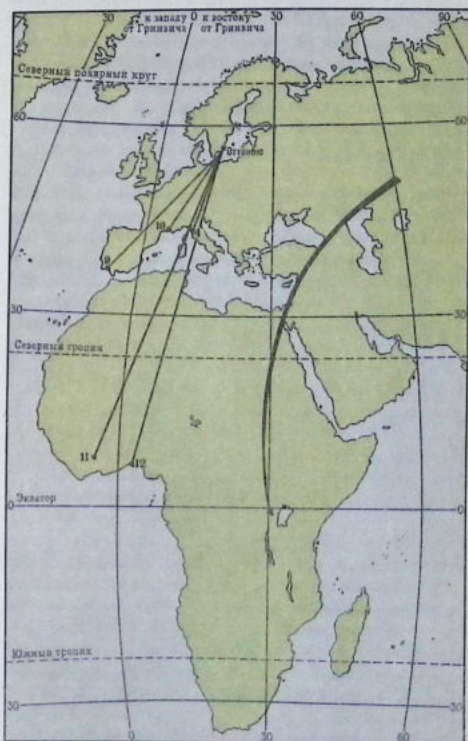 30 к западу 0 к востоку 30 60 90
от Гринвича от Гринвича
Северный полярный круг
60 60
Оттенбю
10
9
30 30
Северный тропик
11 12
0 Экватор 0
Южный тропик
30 30
0 30 60